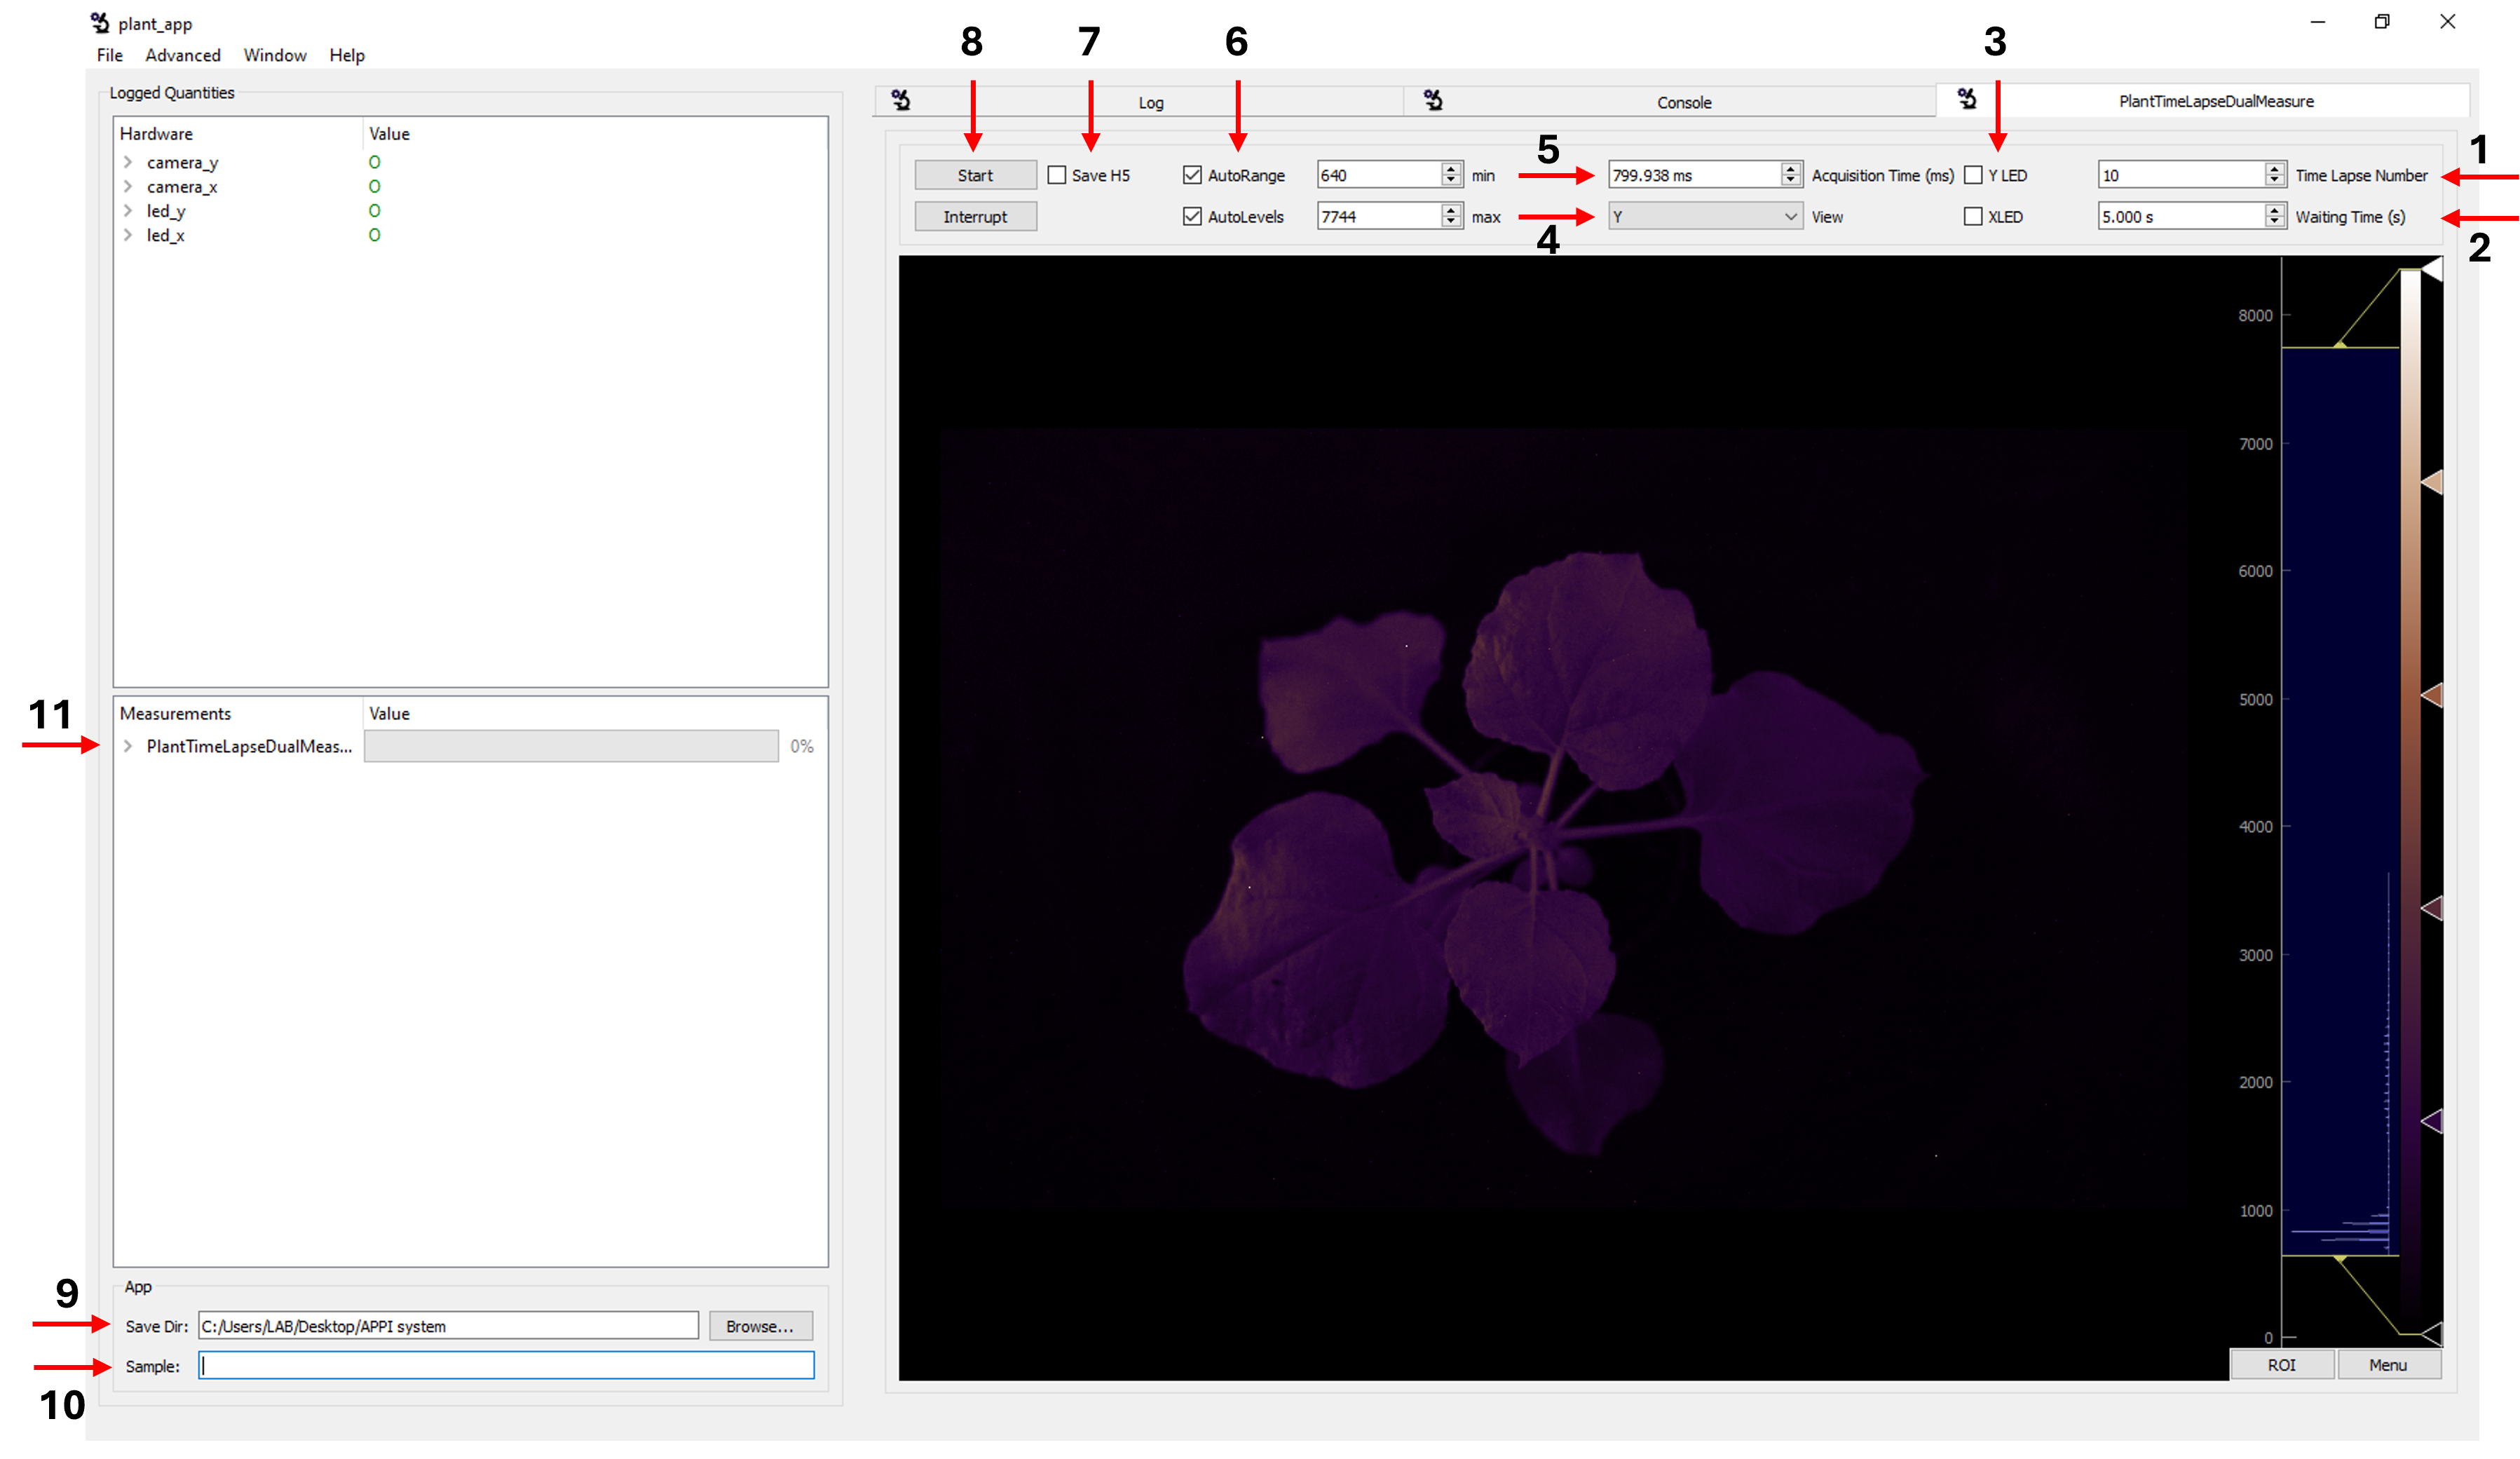 plant_app
File Advanced Window Help
8 7 6 3
Logged Quantities
Hardware Value
camera_y O
camera_x O
led_y O
led_x O
11
Measurements Value
PlantTimeLapseDualMeas... 0%
App
9
Save Dir: C:/Users/LAB/Desktop/APPI system Browse...
Sample:
10
Log Console PlantTimeLapseDualMeasure
5 1
Start Save H5 AutoRange 640 min 799.938 ms Acquisition Time (ms) Y LED 10 Time Lapse Number
Interrupt AutoLevels 7744 max Y View XLED 5.000 s Waiting Time (s)
4 2
8000
7000
6000
5000
4000
3000
2000
1000
0
ROI Menu